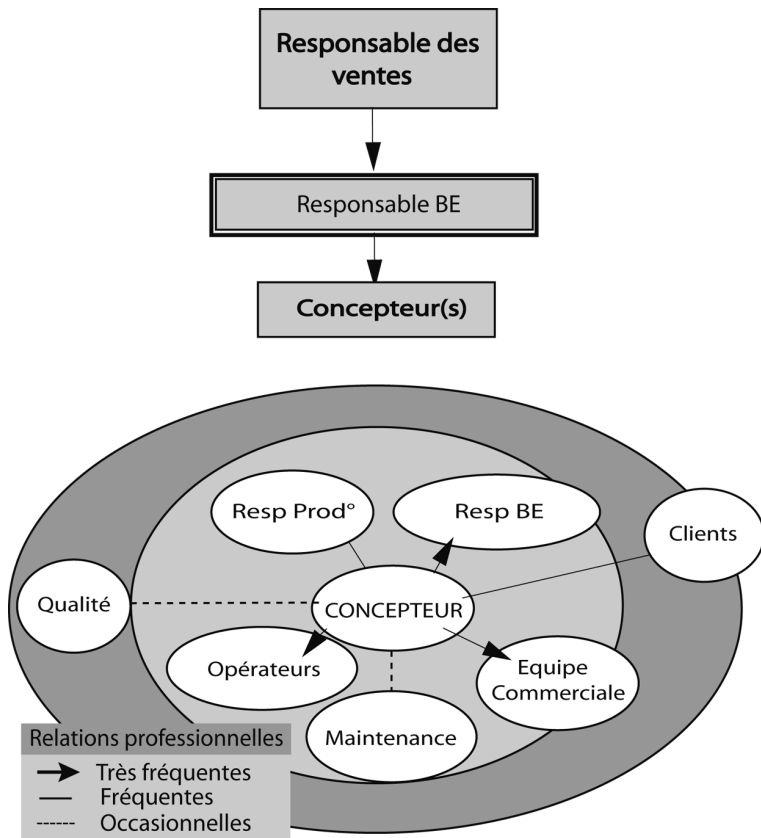 Responsable des
ventes
Responsable BE
Concepteur(s)
Resp Prod°
Resp BE
Clients
Qualité
CONCEPTEUR
Opérateurs
Equipe
Commerciale
Maintenance
Relations professionnelles
Très fréquentes
Fréquentes
Occasionnelles